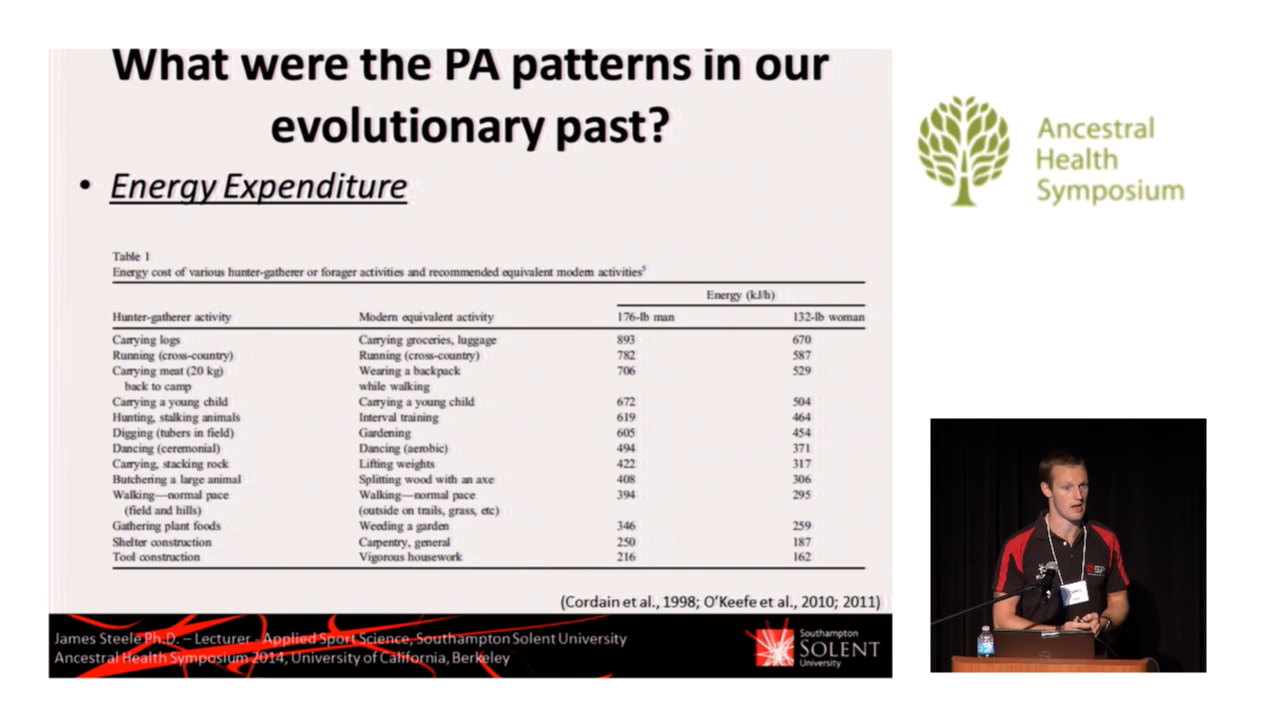 What were the PA patterns in our
evolutionary past?
• Energy Expenditure
Table 1
Energy cost of various hunter-gatherer or forager activities and recommended equivalent modern activities⁵
Energy (kJ/h)
Hunter-gatherer activity Modern equivalent activity 176-lb man 132-lb woman
Carrying logs Carrying groceries, luggage 893 670
Running (cross-country) Running (cross-country) 782 587
Carrying meat (20 kg) Wearing a backpack 706 529
back to camp while walking
Carrying a young child Carrying a young child 672 504
Hunting, stalking animals Interval training 619 464
Digging (tubers in field) Gardening 605 454
Dancing (ceremonial) Dancing (aerobic) 494 371
Carrying, stacking rock Lifting weights 422 317
Butchering a large animal Splitting wood with an axe 408 306
Walking—normal pace Walking—normal pace 394 295
(field and hills) (outside on trails, grass, etc)
Gathering plant foods Weeding a garden 346 259
Shelter construction Carpentry, general 250 187
Tool construction Vigorous housework 216 162
(Cordain et al., 1998; O'Keefe et al., 2010; 2011)
James Steele Ph.D. – Lecturer - Applied Sport Science, Southampton Solent University
Ancestral Health Symposium 2014, University of California, Berkeley
Southampton
SOLENT
University
Ancestral
Health
Symposium